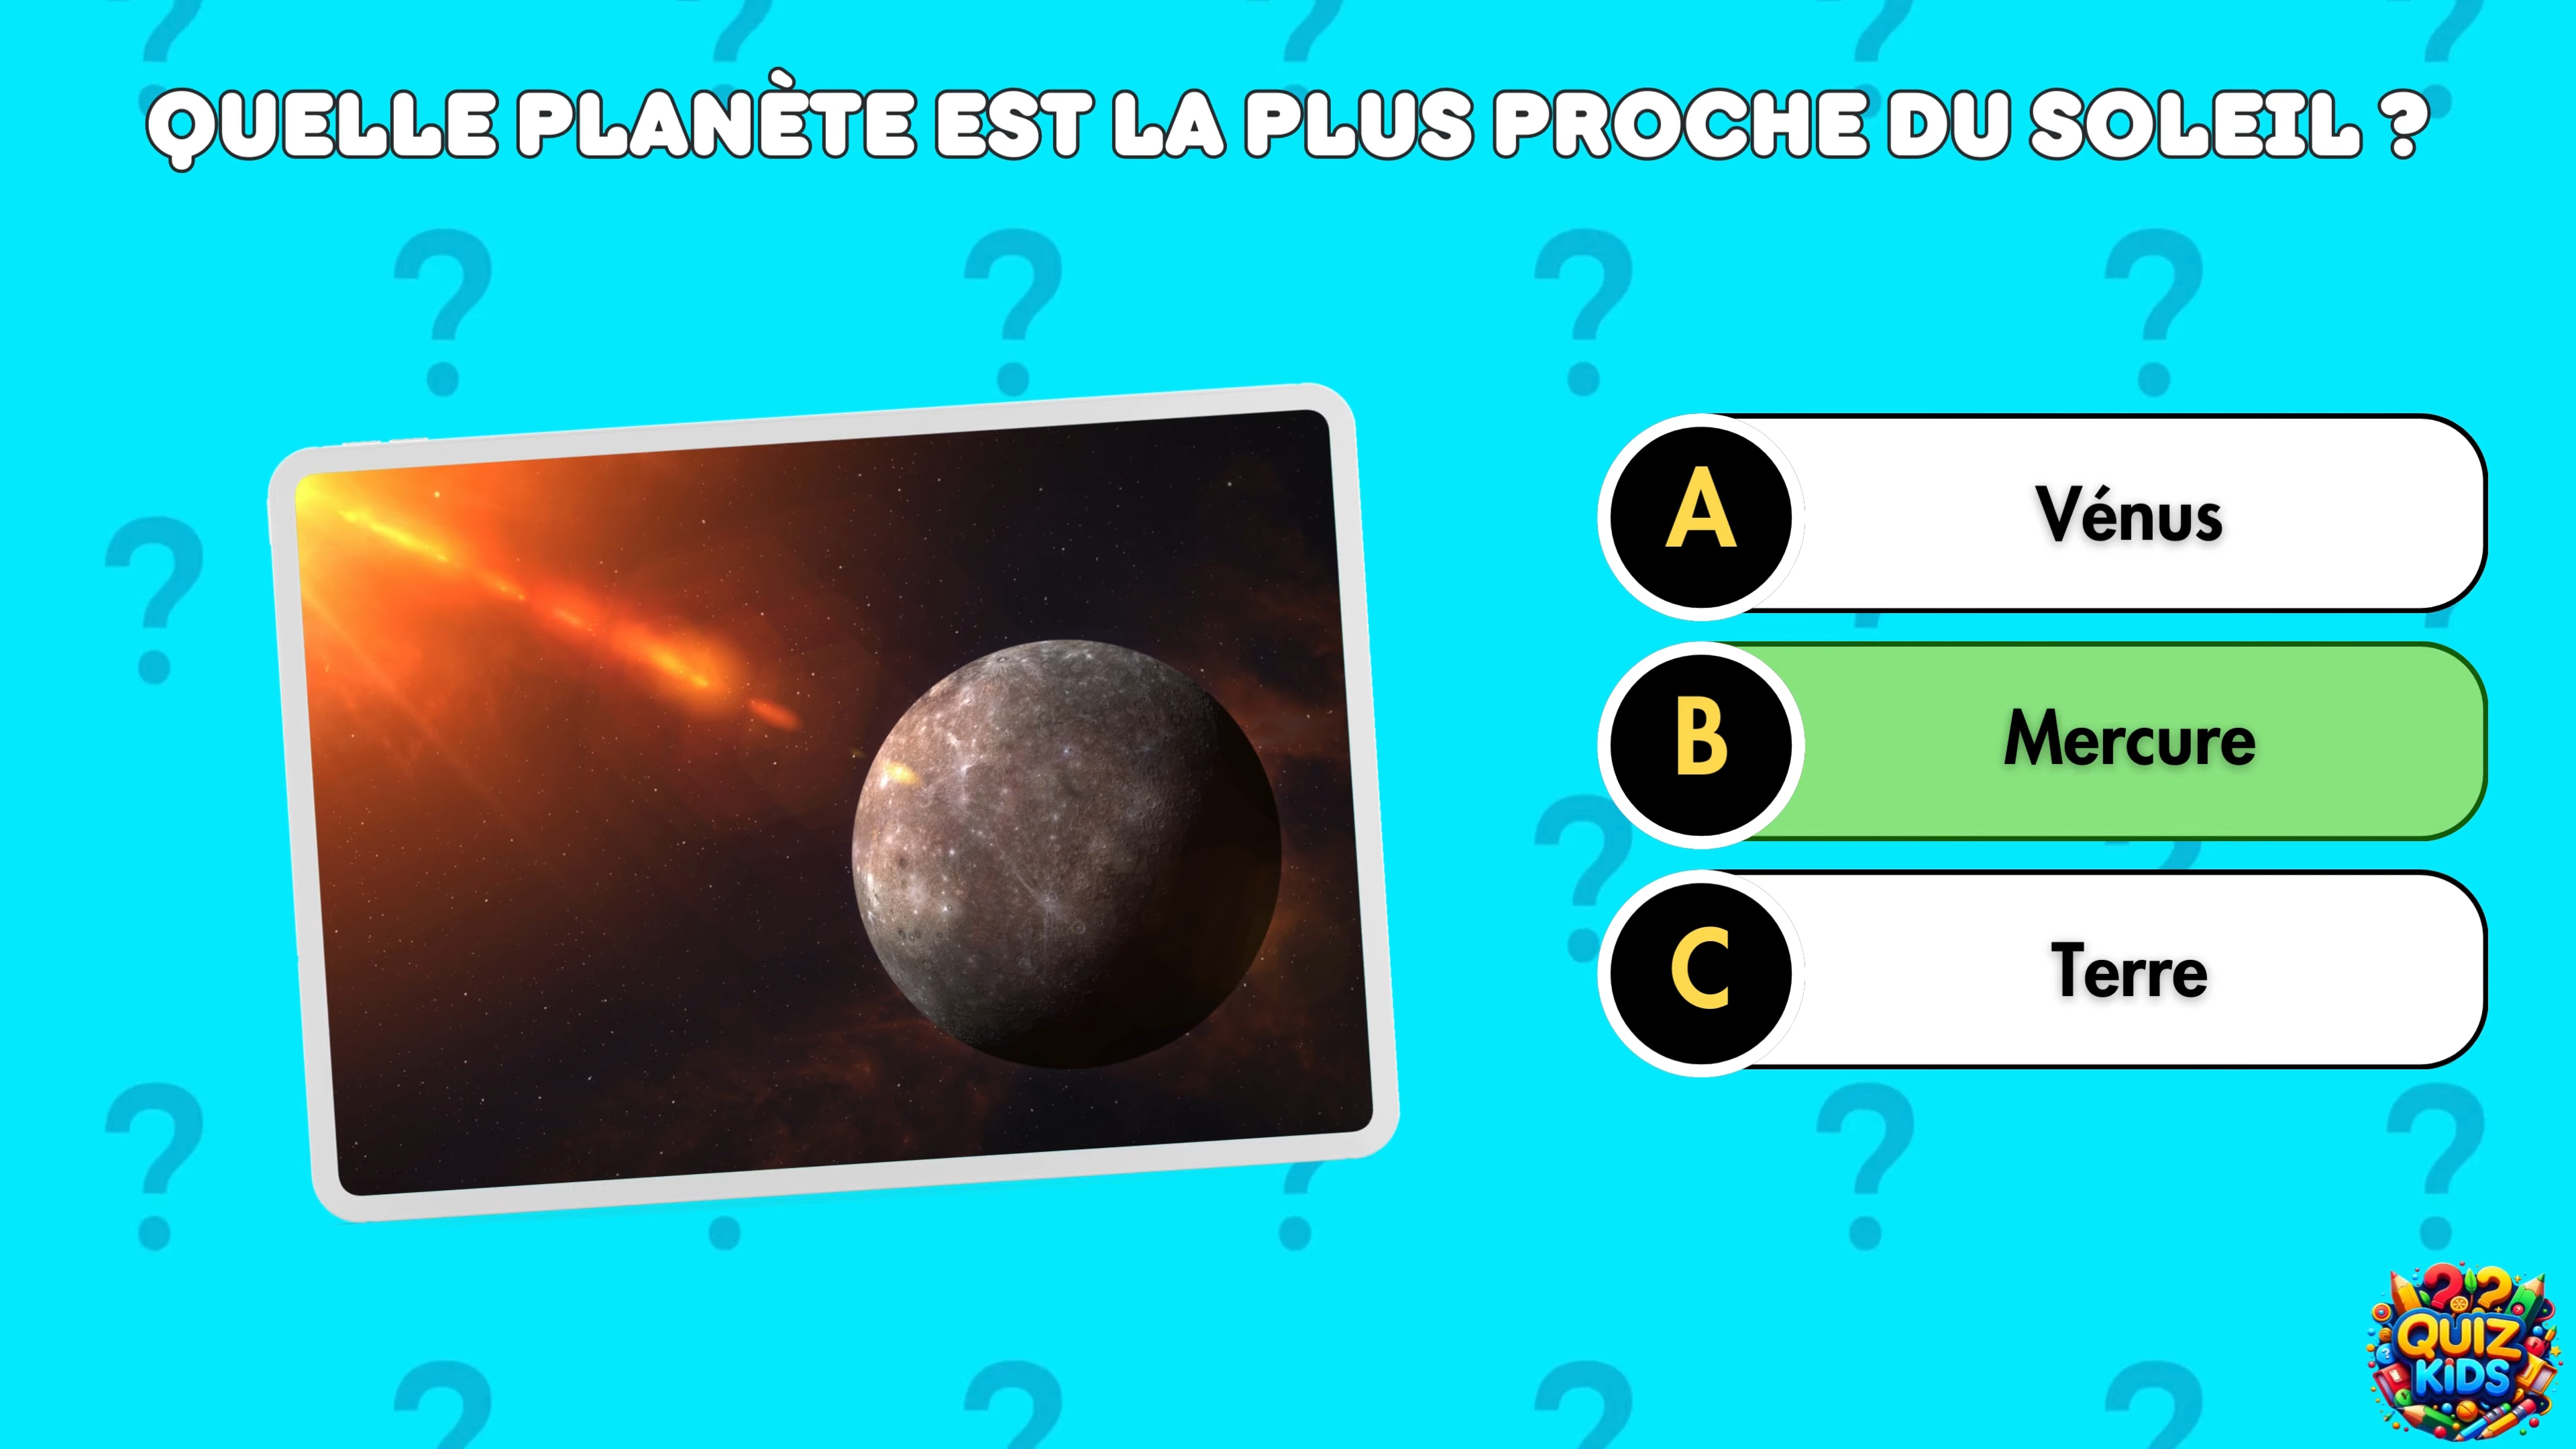 QUELLE PLANÈTE EST LA PLUS PROCHE DU SOLEIL ?
A Vénus
B Mercure
C Terre
QUIZ
KiDS